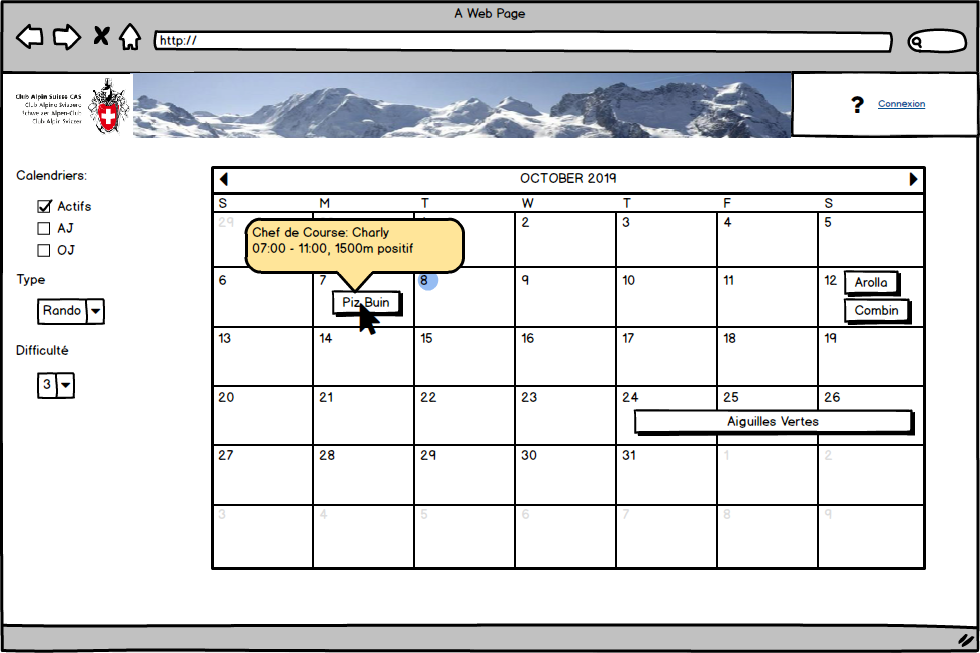 A Web Page
http://
Club Alpin Suisse CAS
Club Alpino Svizzero
Schweizer Alpen-Club
Club Alpin Svizzer
? Connexion
Calendriers:
Actifs
AJ
OJ
Type
Rando
Difficulté
3
OCTOBER 2019
S M T W T F S
29 1 2 3 4 5
Chef de Course: Charly
07:00 - 11:00, 1500m positif
6 7 8 9 10 11 12 Arolla
Piz Buin Combin
13 14 15 16 17 18 19
20 21 22 23 24 25 26
Aiguilles Vertes
27 28 29 30 31 1 2
3 4 5 6 7 8 9